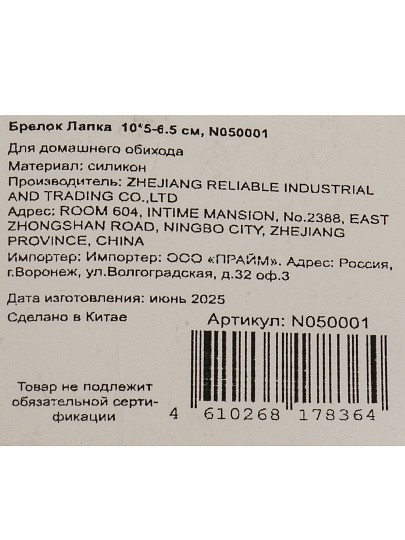 Брелок Лапка 10*5-6.5 см, N050001
Для домашнего обихода
Материал: силикон
Производитель: ZHEJIANG RELIABLE INDUSTRIAL
AND TRADING CO.,LTD
Адрес: ROOM 604, INTIME MANSION, No.2388, EAST
ZHONGSHAN ROAD, NINGBO CITY, ZHEJIANG
PROVINCE, CHINA
Импортер: Импортер: ООО «ПРАЙМ». Адрес: Россия,
г.Воронеж, ул.Волгоградская, д.32 оф.3
Дата изготовления: июнь 2025
Сделано в Китае
Артикул: N050001
Товар не подлежит
обязательной серти-
фикации
4 610268 178364